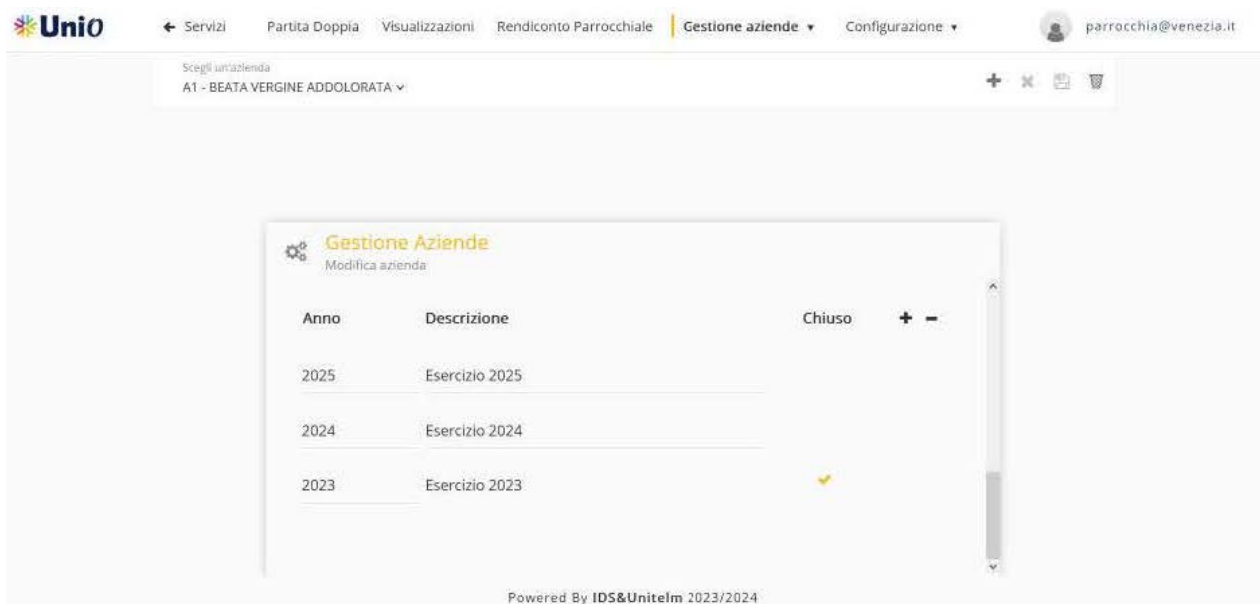 Unio
Servizi Partita Doppia Visualizzazioni Rendiconto Parrocchiale Gestione aziende Configurazione parrocchia@venezia.it
Scegli un'azienda
A1 - BEATA VERGINE ADDOLORATA
Gestione Aziende
Modifica azienda
Anno Descrizione Chiuso
2025 Esercizio 2025
2024 Esercizio 2024
2023 Esercizio 2023
Powered By IDS&Unitelm 2023/2024